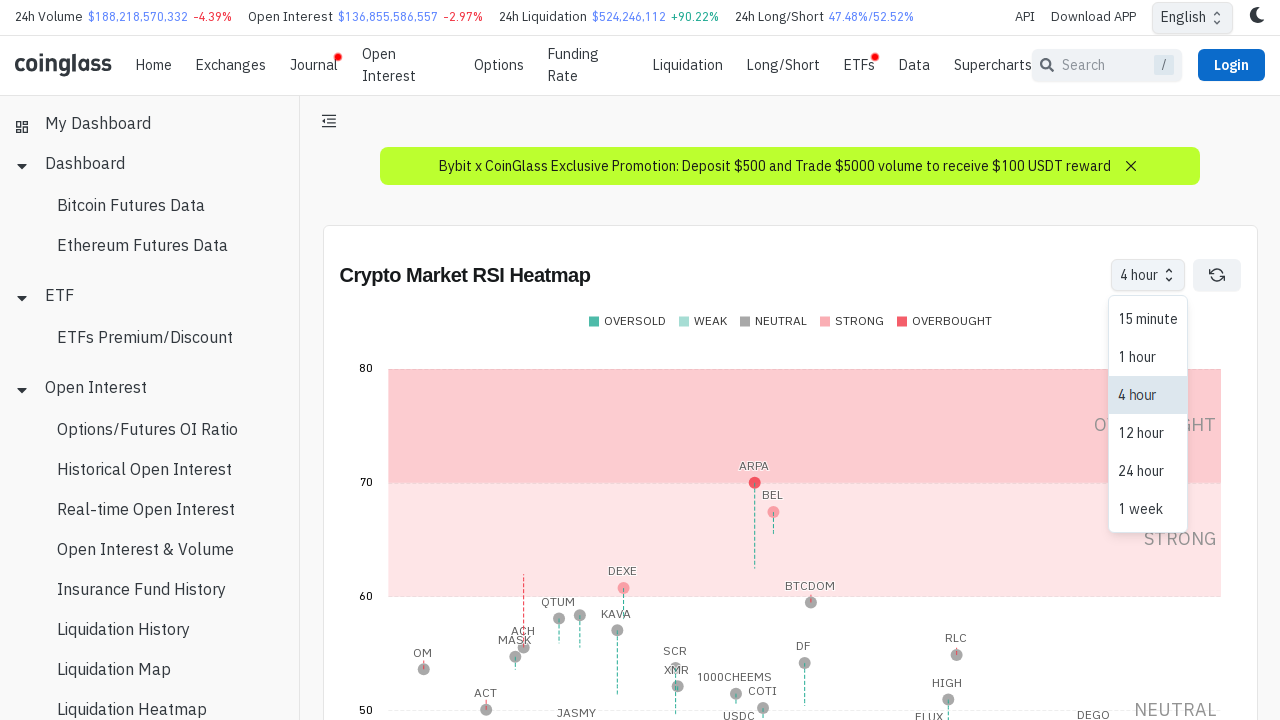 24h Volume $188,218,570,332 -4.39% Open Interest $136,855,586,557 -2.97% 24h Liquidation $524,246,112 +90.22% 24h Long/Short 47.48%/52.52% API Download APP English
coinglass Home Exchanges Journal Open Interest Options Funding Rate Liquidation Long/Short ETFs Data Supercharts Search / Login
My Dashboard
Dashboard
Bitcoin Futures Data
Ethereum Futures Data
ETF
ETFs Premium/Discount
Open Interest
Options/Futures OI Ratio
Historical Open Interest
Real-time Open Interest
Open Interest & Volume
Insurance Fund History
Liquidation History
Liquidation Map
Liquidation Heatmap
Bybit x CoinGlass Exclusive Promotion: Deposit $500 and Trade $5000 volume to receive $100 USDT reward
Crypto Market RSI Heatmap
4 hour
15 minute
1 hour
4 hour
12 hour
24 hour
1 week
OVERSOLD WEAK NEUTRAL STRONG OVERBOUGHT
80
ARPA
70
BEL
STRONG
DEXE
BTCDOM
60
QTUM
KAVA
ACH
MASK
RLC
OM
SCR
DF
XMR
1000CHEEMS
HIGH
ACT
COTI
50
JASMY
USDC
FLUX
DEGO
NEUTRAL